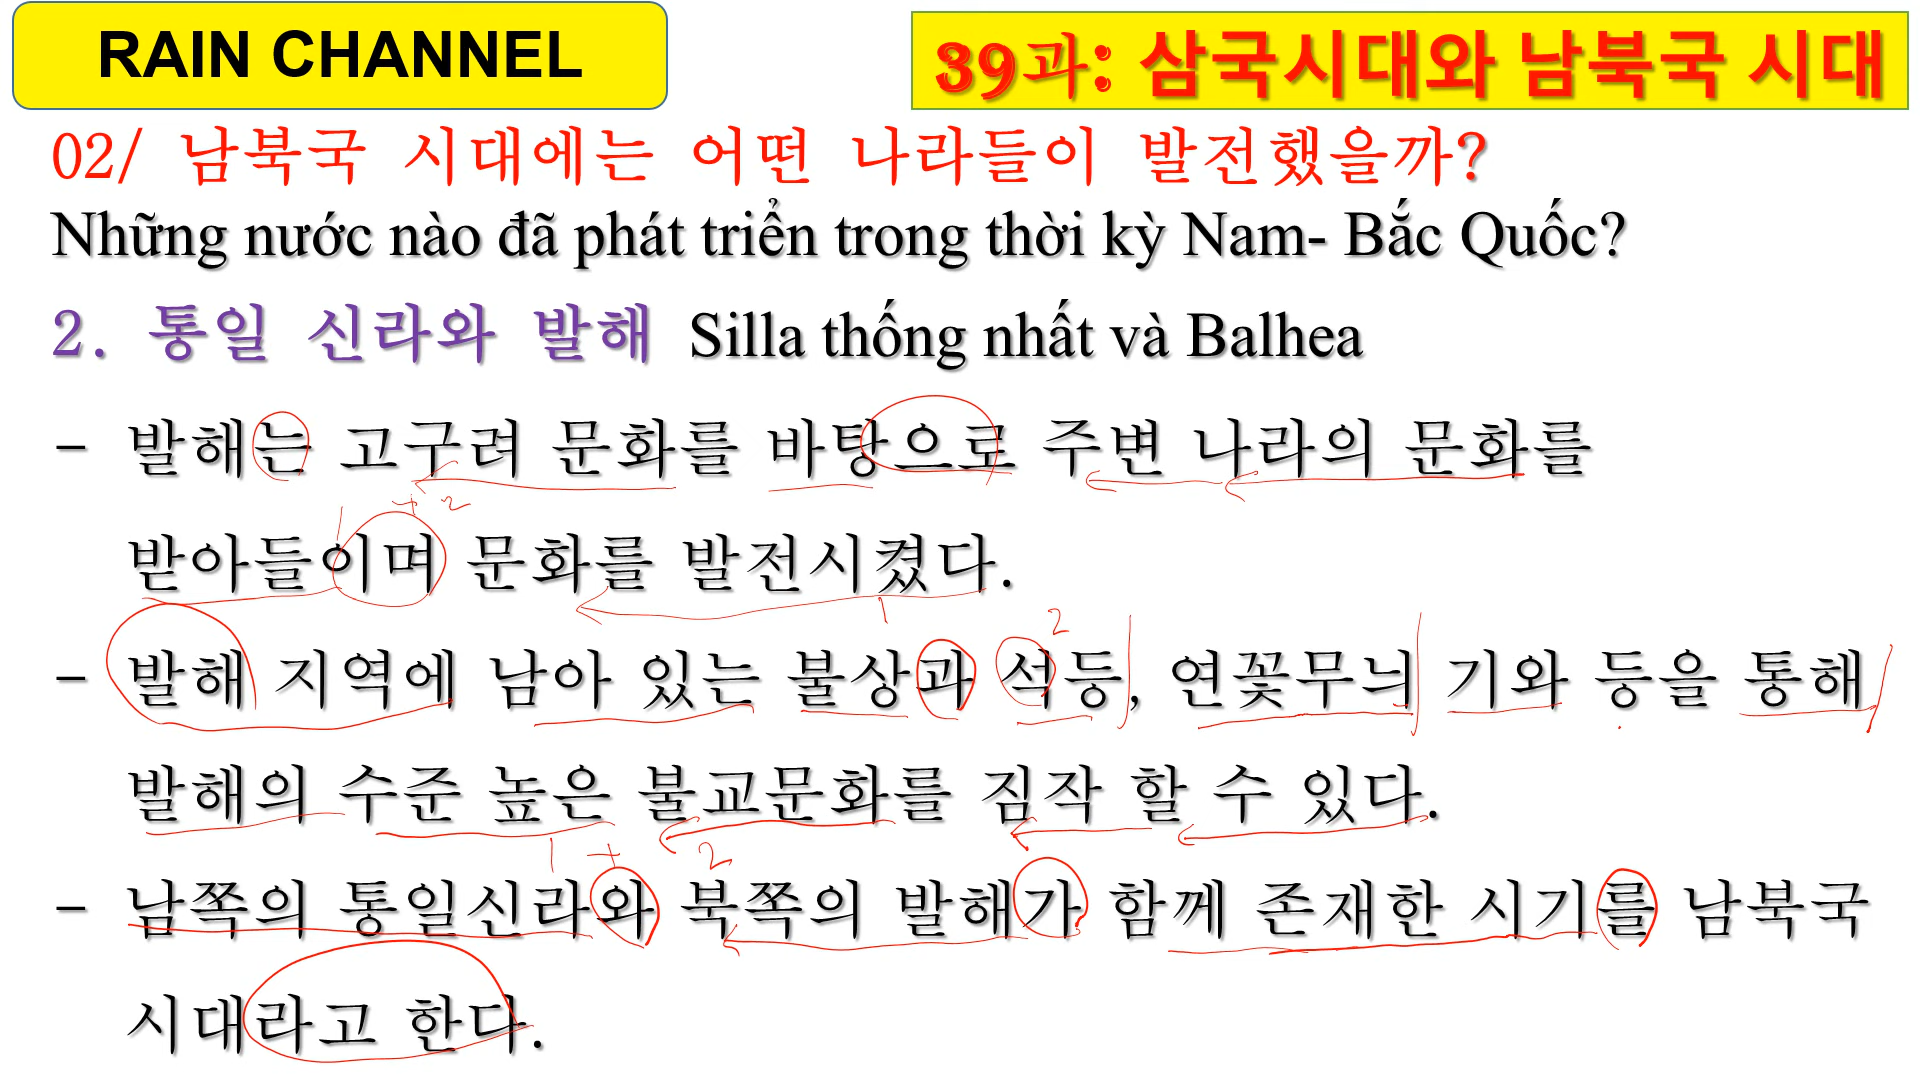 RAIN CHANNEL
39과: 삼국시대와 남북국 시대
02/ 남북국 시대에는 어떤 나라들이 발전했을까?
Những nước nào đã phát triển trong thời kỳ Nam- Bắc Quốc?
2. 통일 신라와 발해 Silla thống nhất và Balhea
- 발해는 고구려 문화를 바탕으로 주변 나라의 문화를
1 + 2
받아들이며 문화를 발전시켰다.
1 2
- 발해 지역에 남아 있는 불상과 석등, 연꽃무늬 기와 등을 통해
발해의 수준 높은 불교문화를 짐작 할 수 있다.
1 + 2
- 남쪽의 통일신라와 북쪽의 발해가 함께 존재한 시기를 남북국
시대라고 한다.